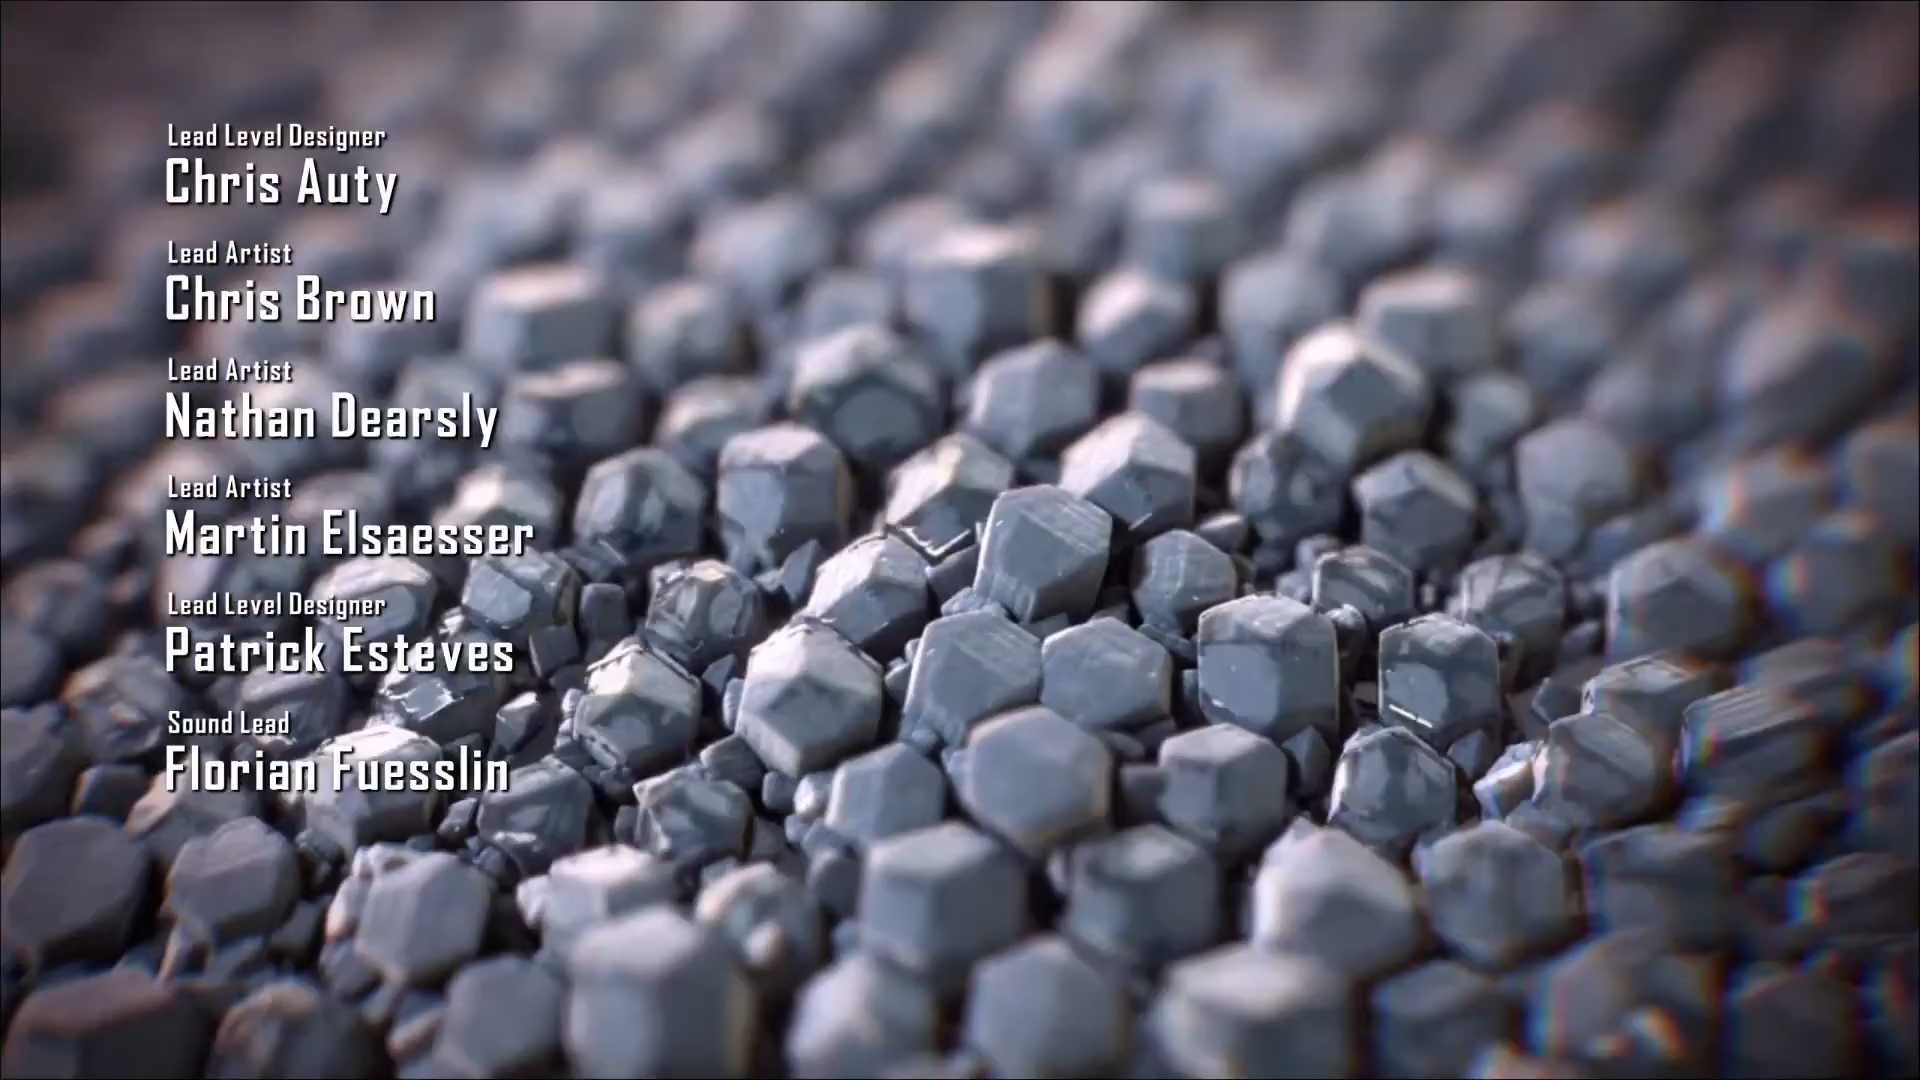 Lead Level Designer
Chris Auty
Lead Artist
Chris Brown
Lead Artist
Nathan Dearsly
Lead Artist
Martin Elsaesser
Lead Level Designer
Patrick Esteves
Sound Lead
Florian Fuesslin